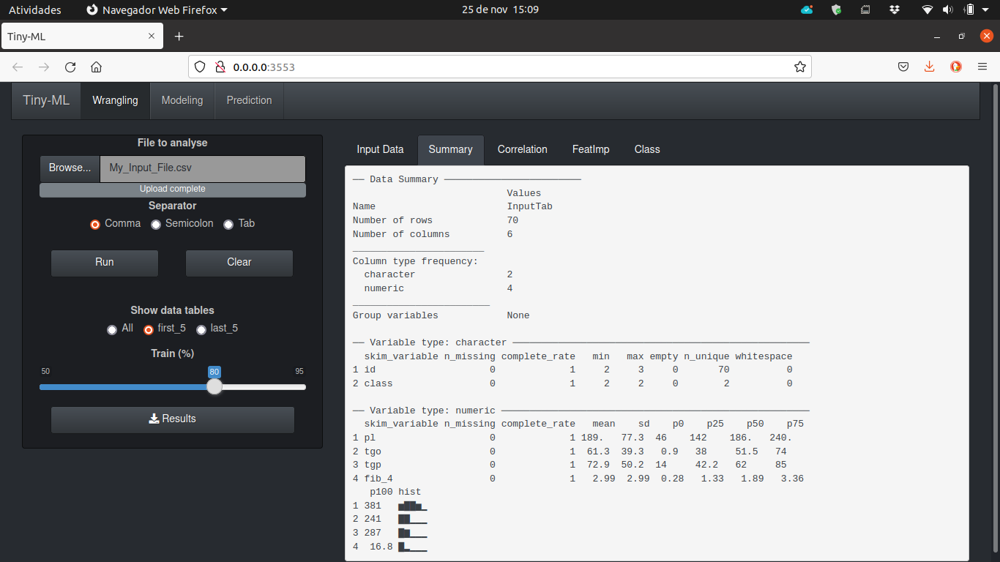 Atividades Navegador Web Firefox 25 de nov 15:09
Tiny-ML
0.0.0.0:3553
Tiny-ML Wrangling Modeling Prediction
File to analyse
Browse... My_Input_File.csv
Upload complete
Separator
Comma Semicolon Tab
Run Clear
Show data tables
All first_5 last_5
Train (%)
50 80 95
Results
Input Data Summary Correlation FeatImp Class
── Data Summary ────────────────────────
Values
Name InputTab
Number of rows 70
Number of columns 6
_______________________
Column type frequency:
character 2
numeric 4
________________________
Group variables None
── Variable type: character ────────────────────────────────────────────────────
skim_variable n_missing complete_rate min max empty n_unique whitespace
1 id 0 1 2 3 0 70 0
2 class 0 1 2 2 0 2 0
── Variable type: numeric ──────────────────────────────────────────────────────
skim_variable n_missing complete_rate mean sd p0 p25 p50 p75
1 pl 0 1 189. 77.3 46 142 186. 240.
2 tgo 0 1 61.3 39.3 0.9 38 51.5 74
3 tgp 0 1 72.9 50.2 14 42.2 62 85
4 fib_4 0 1 2.99 2.99 0.28 1.33 1.89 3.36
p100 hist
1 381 ▅▇▇▅▁
2 241 ▇▇▁▁▁
3 287 ▇▆▁▁▁
4 16.8 ▇▂▁▁▁